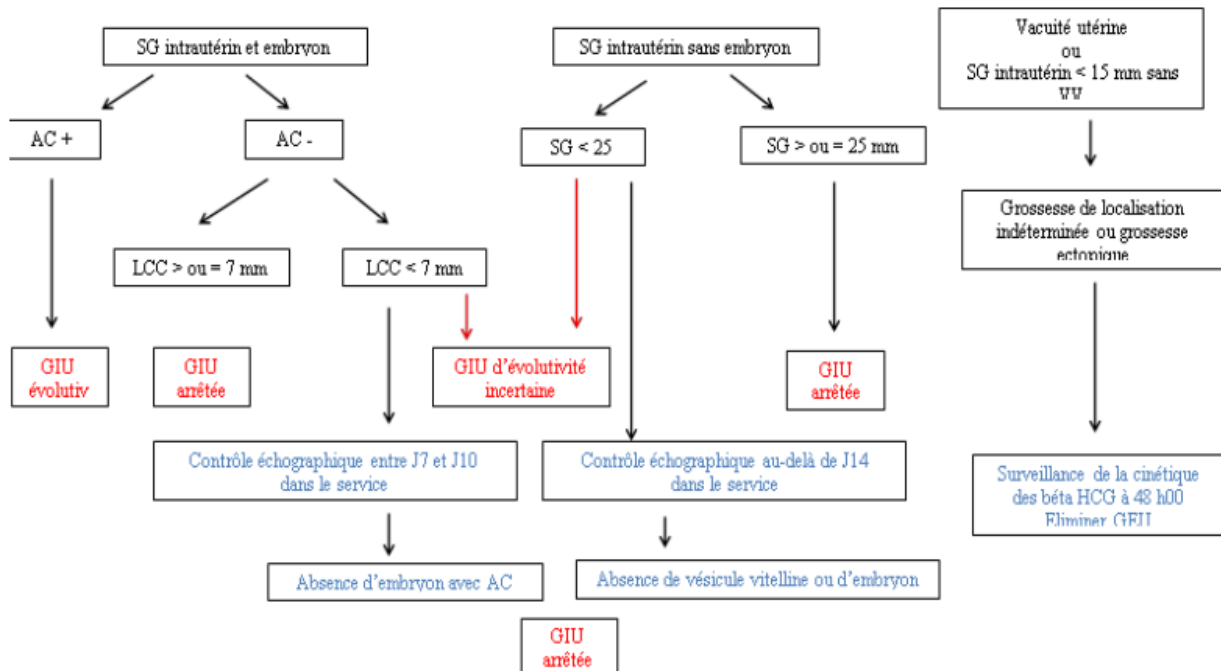 SG intrautérin et embryon
SG intrautérin sans embryon
Vacuité utérine
ou
SG intrautérin < 15 mm sans
VV
AC +
AC -
SG < 25
SG > ou = 25 mm
Grossesse de localisation
indéterminée ou grossesse
ectopique
LCC > ou = 7 mm
LCC < 7 mm
GIU
évolutiv
GIU
arrêtée
GIU d'évolutivité
incertaine
GIU
arrêtée
Contrôle échographique entre J7 et J10
dans le service
Contrôle échographique au-delà de J14
dans le service
Surveillance de la cinétique
des béta HCG à 48 h00
Eliminer GEU
Absence d'embryon avec AC
Absence de vésicule vitelline ou d'embryon
GIU
arrêtée